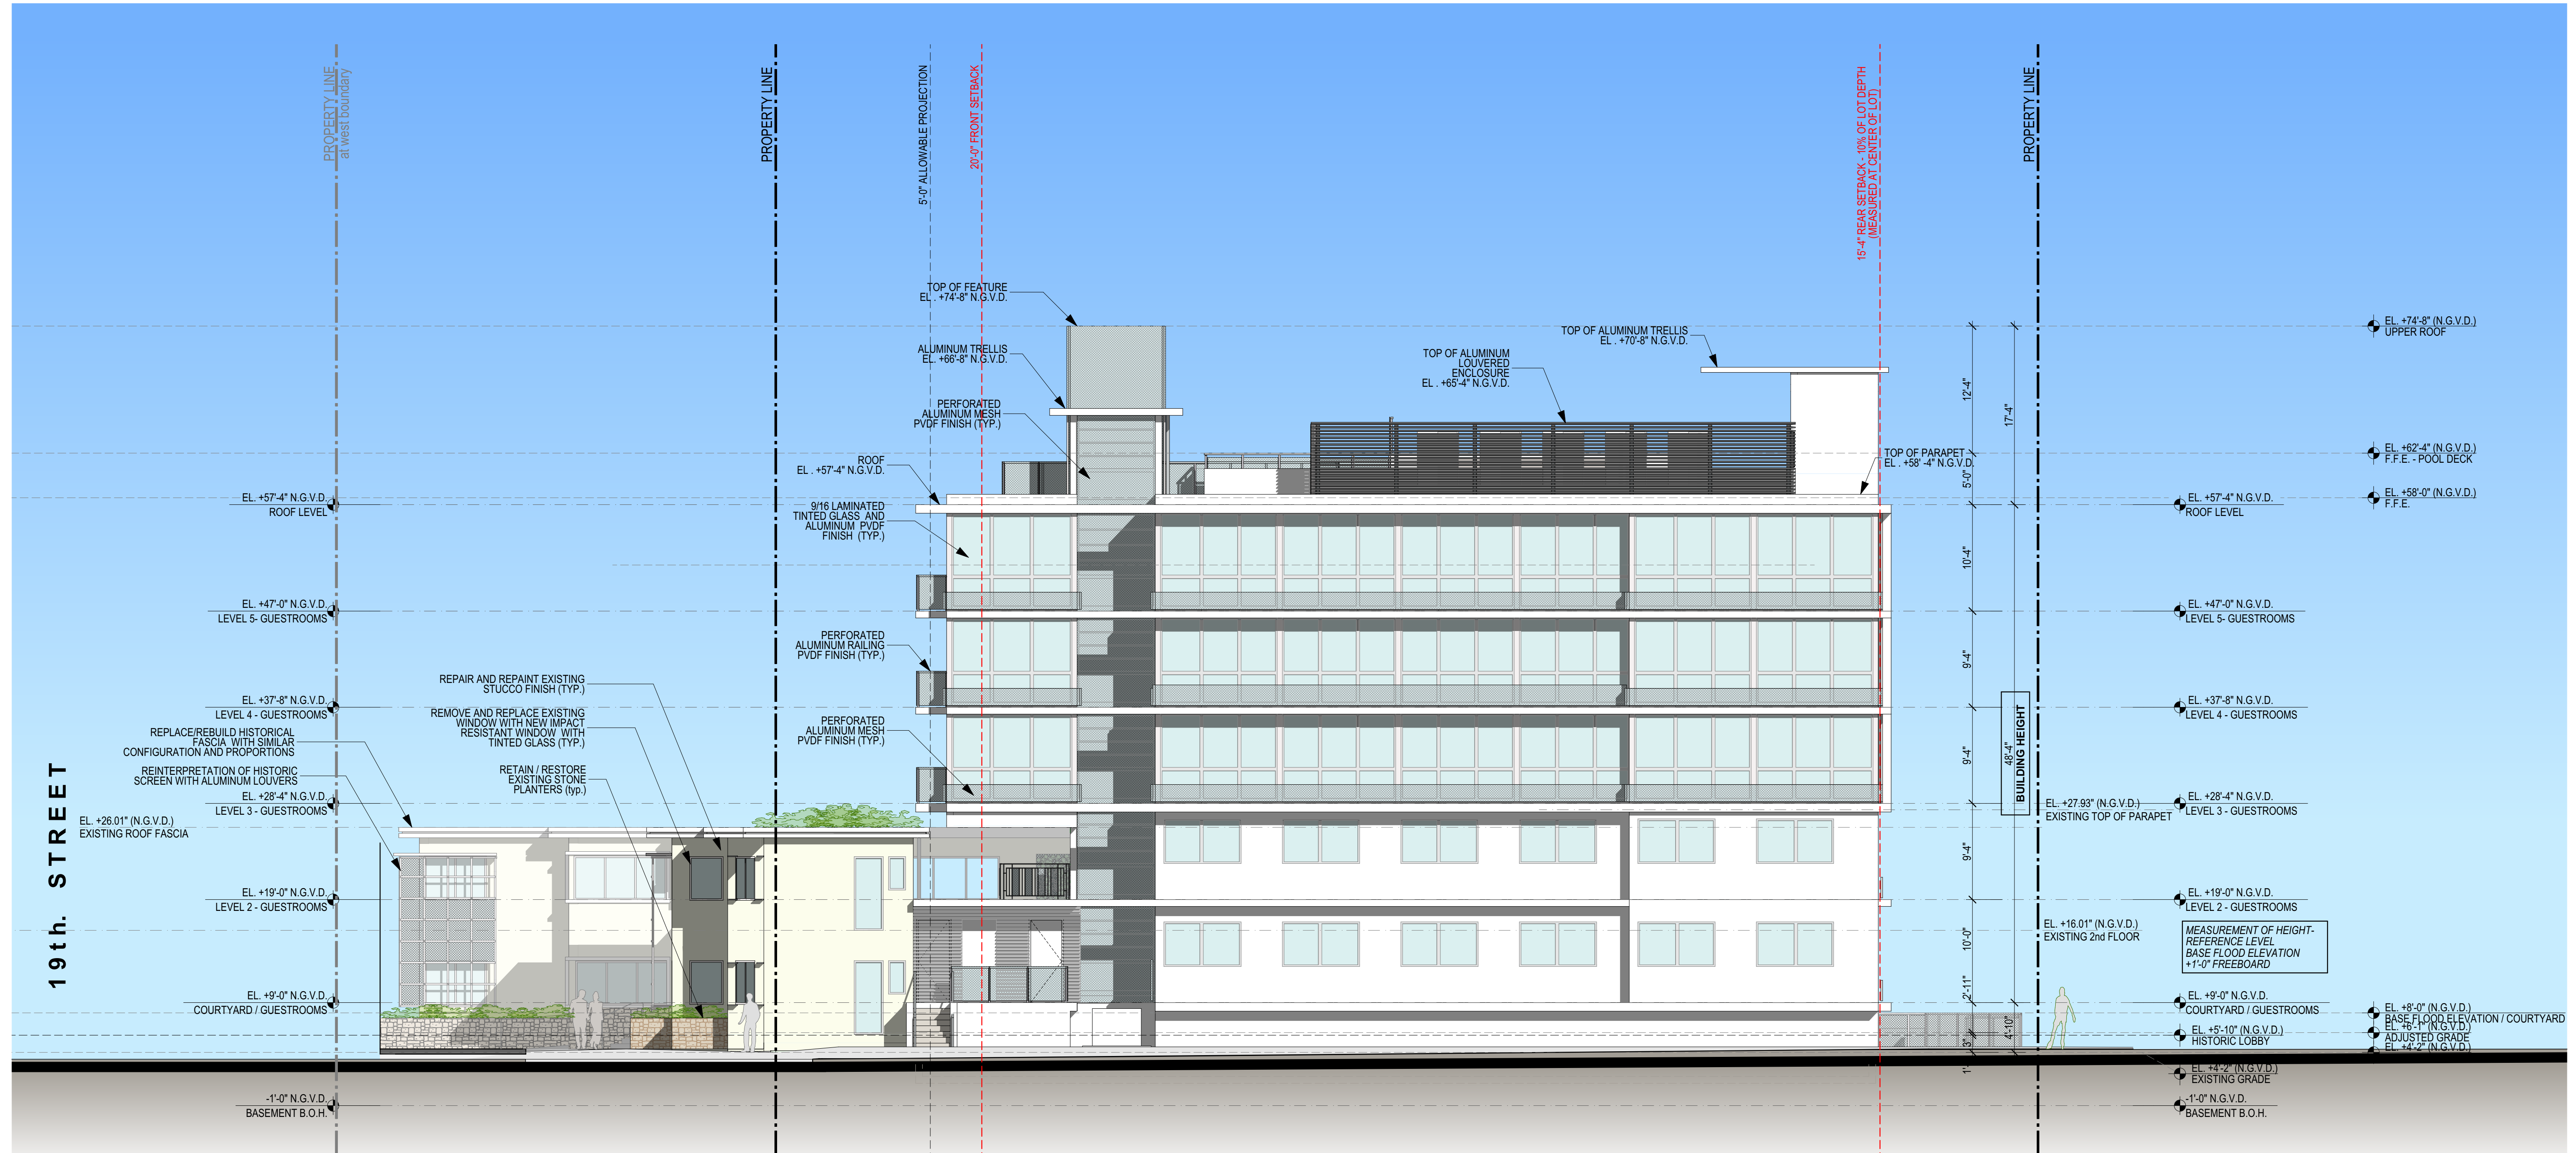 PROPERTY LINE
at west boundary
PROPERTY LINE
5'-0" ALLOWABLE PROJECTION
20'-0" FRONT SETBACK
15'-4" REAR SETBACK - 10% OF LOT DEPTH
(MEASURED AT CENTER OF LOT)
PROPERTY LINE
TOP OF FEATURE
EL . +74'-8" N.G.V.D.
ALUMINUM TRELLIS
EL. +66'-8" N.G.V.D.
PERFORATED
ALUMINUM MESH
PVDF FINISH (TYP.)
ROOF
EL . +57'-4" N.G.V.D.
9/16 LAMINATED
TINTED GLASS AND
ALUMINUM PVDF
FINISH (TYP.)
PERFORATED
ALUMINUM RAILING
PVDF FINISH (TYP.)
PERFORATED
ALUMINUM MESH
PVDF FINISH (TYP.)
TOP OF ALUMINUM
LOUVERED
ENCLOSURE
EL . +65'-4" N.G.V.D.
TOP OF ALUMINUM TRELLIS
EL . +70'-8" N.G.V.D.
TOP OF PARAPET
EL . +58' -4" N.G.V.D.
EL. +57'-4" N.G.V.D.
ROOF LEVEL
EL. +47'-0" N.G.V.D.
LEVEL 5- GUESTROOMS
EL. +37'-8" N.G.V.D.
LEVEL 4 - GUESTROOMS
REPAIR AND REPAINT EXISTING
STUCCO FINISH (TYP.)
REMOVE AND REPLACE EXISTING
WINDOW WITH NEW IMPACT
RESISTANT WINDOW WITH
TINTED GLASS (TYP.)
REPLACE/REBUILD HISTORICAL
FASCIA WITH SIMILAR
CONFIGURATION AND PROPORTIONS
REINTERPRETATION OF HISTORIC
SCREEN WITH ALUMINUM LOUVERS
RETAIN / RESTORE
EXISTING STONE
PLANTERS (typ.)
EL. +28'-4" N.G.V.D.
LEVEL 3 - GUESTROOMS
EL. +26.01" (N.G.V.D.)
EXISTING ROOF FASCIA
19th. STREET
EL. +19'-0" N.G.V.D.
LEVEL 2 - GUESTROOMS
EL. +9'-0" N.G.V.D.
COURTYARD / GUESTROOMS
-1'-0" N.G.V.D.
BASEMENT B.O.H.
12'-4"
17'-4"
5'-0"
10'-4"
9'-4"
9'-4"
48'-4"
BUILDING HEIGHT
9'-4"
10'-0"
2'-11"
4'-10"
EL. +74'-8" (N.G.V.D.)
UPPER ROOF
EL. +62'-4" (N.G.V.D.)
F.F.E. - POOL DECK
EL. +58'-0" (N.G.V.D.)
F.F.E.
EL. +57'-4" N.G.V.D.
ROOF LEVEL
EL. +47'-0" N.G.V.D.
LEVEL 5- GUESTROOMS
EL. +37'-8" N.G.V.D.
LEVEL 4 - GUESTROOMS
EL. +28'-4" N.G.V.D.
LEVEL 3 - GUESTROOMS
EL. +27.93" (N.G.V.D.)
EXISTING TOP OF PARAPET
EL. +19'-0" N.G.V.D.
LEVEL 2 - GUESTROOMS
EL. +16.01" (N.G.V.D.)
EXISTING 2nd FLOOR
MEASUREMENT OF HEIGHT-
REFERENCE LEVEL
BASE FLOOD ELEVATION
+1'-0" FREEBOARD
EL. +9'-0" N.G.V.D.
COURTYARD / GUESTROOMS
EL. +8'-0" (N.G.V.D.)
BASE FLOOD ELEVATION / COURTYARD
EL. +6'-1" (N.G.V.D.)
ADJUSTED GRADE
EL. +5'-10" (N.G.V.D.)
HISTORIC LOBBY
EL. +4'-2" (N.G.V.D.)
EL. +4'-2" (N.G.V.D.)
EXISTING GRADE
-1'-0" N.G.V.D.
BASEMENT B.O.H.